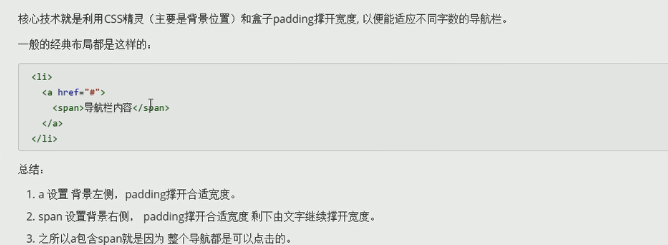 核心技术就是利用CSS精灵（主要是背景位置）和盒子padding撑开宽度, 以便能适应不同字数的导航栏。
一般的经典布局都是这样的：
<li>
<a href="#">
<span>导航栏内容</span>
</a>
</li>
总结：
1. a 设置 背景左侧，padding撑开合适宽度。
2. span 设置背景右侧， padding撑开合适宽度 剩下由文字继续撑开宽度。
3. 之所以a包含span就是因为 整个导航都是可以点击的。